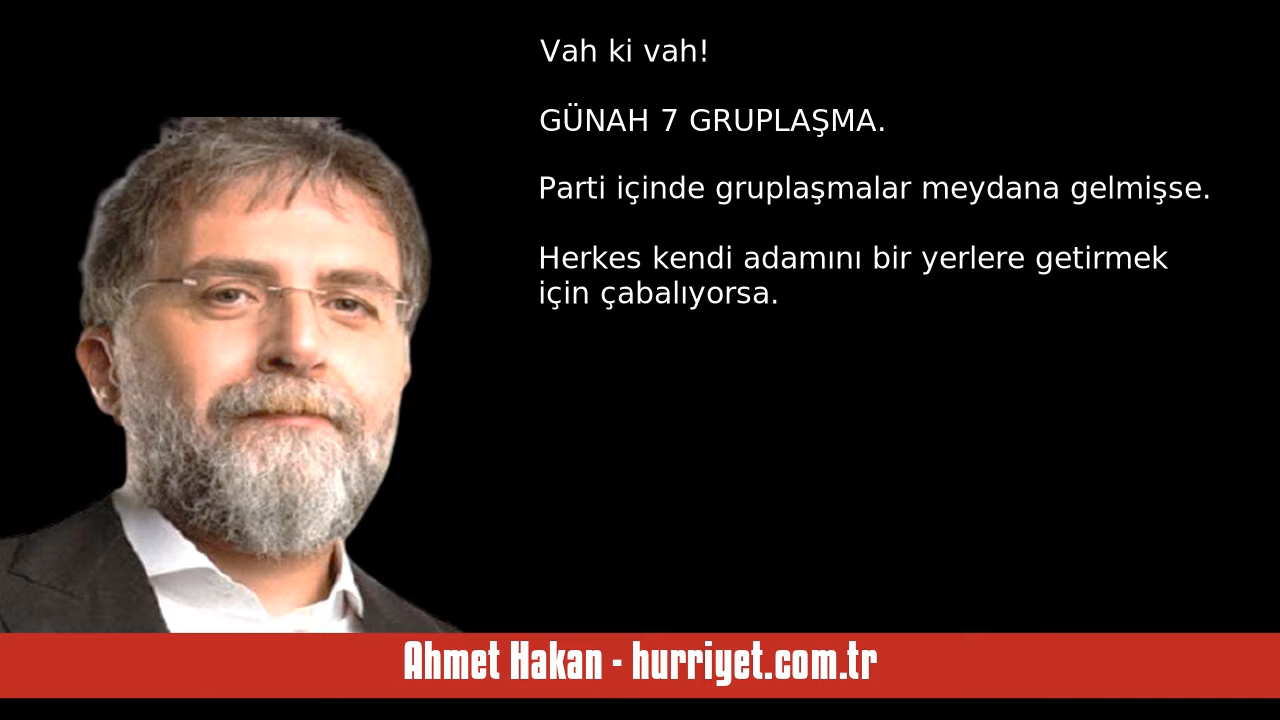 Vah ki vah!
GÜNAH 7 GRUPLAŞMA.
Parti içinde gruplaşmalar meydana gelmişse.
Herkes kendi adamını bir yerlere getirmek
için çabalıyorsa.
Ahmet Hakan - hurriyet.com.tr